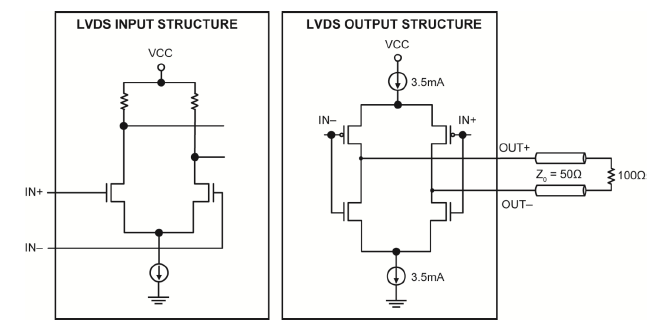 LVDS INPUT STRUCTURE
VCC
IN+
IN–
LVDS OUTPUT STRUCTURE
VCC
3.5mA
IN–
IN+
OUT+
Z₀ = 50Ω
100Ω
OUT–
3.5mA